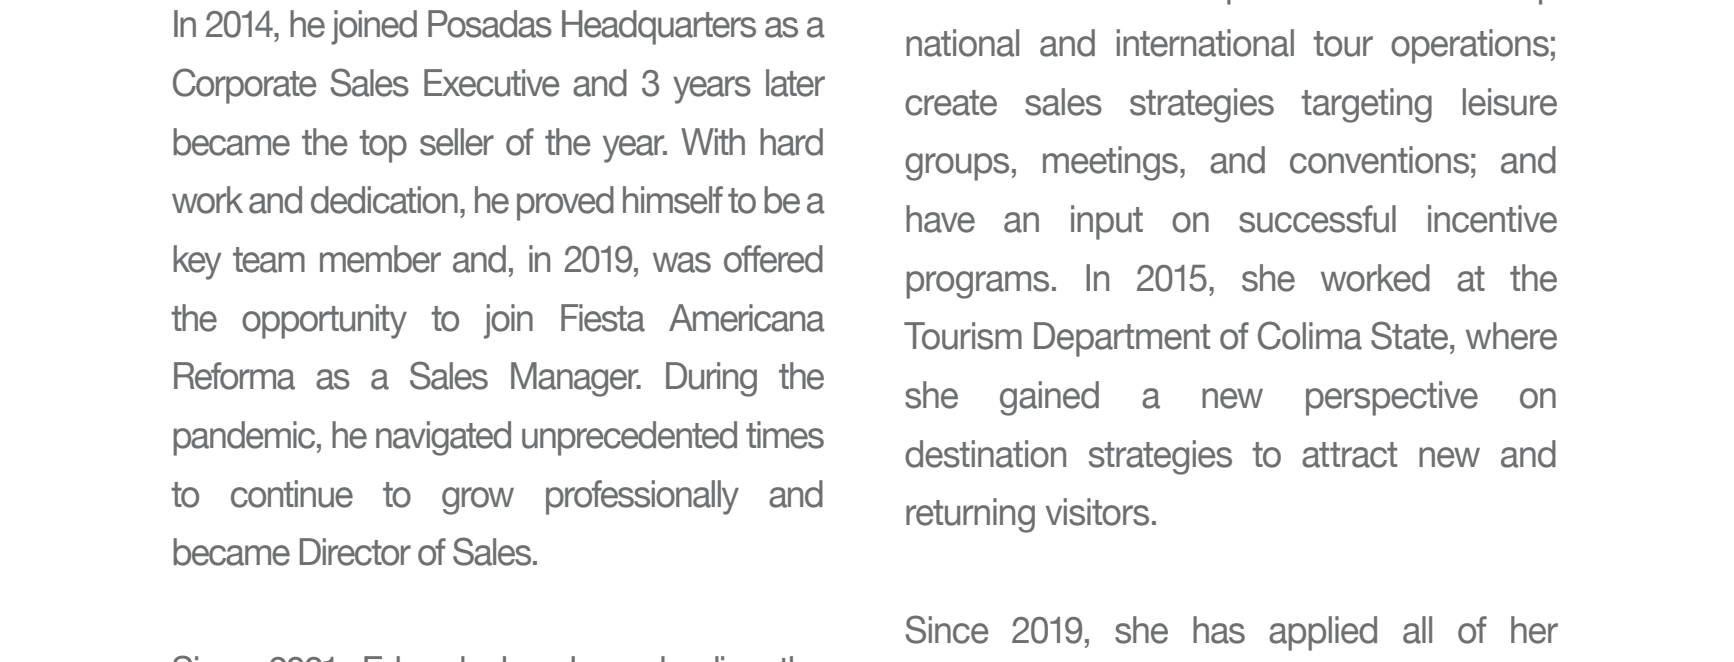 In 2014, he joined Posadas Headquarters as a
Corporate Sales Executive and 3 years later
became the top seller of the year. With hard
work and dedication, he proved himself to be a
key team member and, in 2019, was offered
the opportunity to join Fiesta Americana
Reforma as a Sales Manager. During the
pandemic, he navigated unprecedented times
to continue to grow professionally and
became Director of Sales.
national and international tour operations;
create sales strategies targeting leisure
groups, meetings, and conventions; and
have an input on successful incentive
programs. In 2015, she worked at the
Tourism Department of Colima State, where
she gained a new perspective on
destination strategies to attract new and
returning visitors.
Since 2019, she has applied all of her